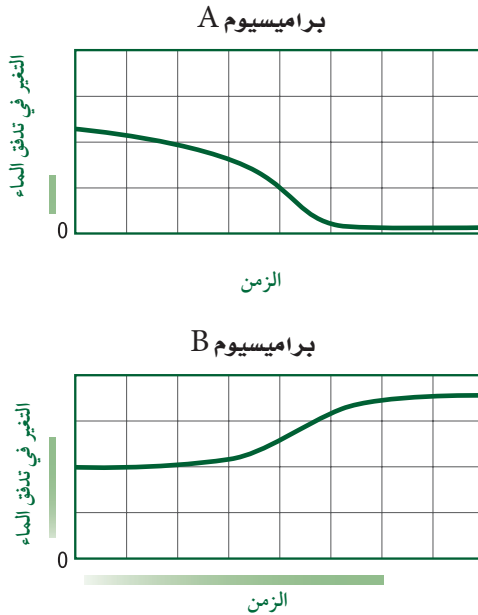 براميسيوم A
التغير في تدفق الماء
0
الزمن
براميسيوم B
التغير في تدفق الماء
0
الزمن